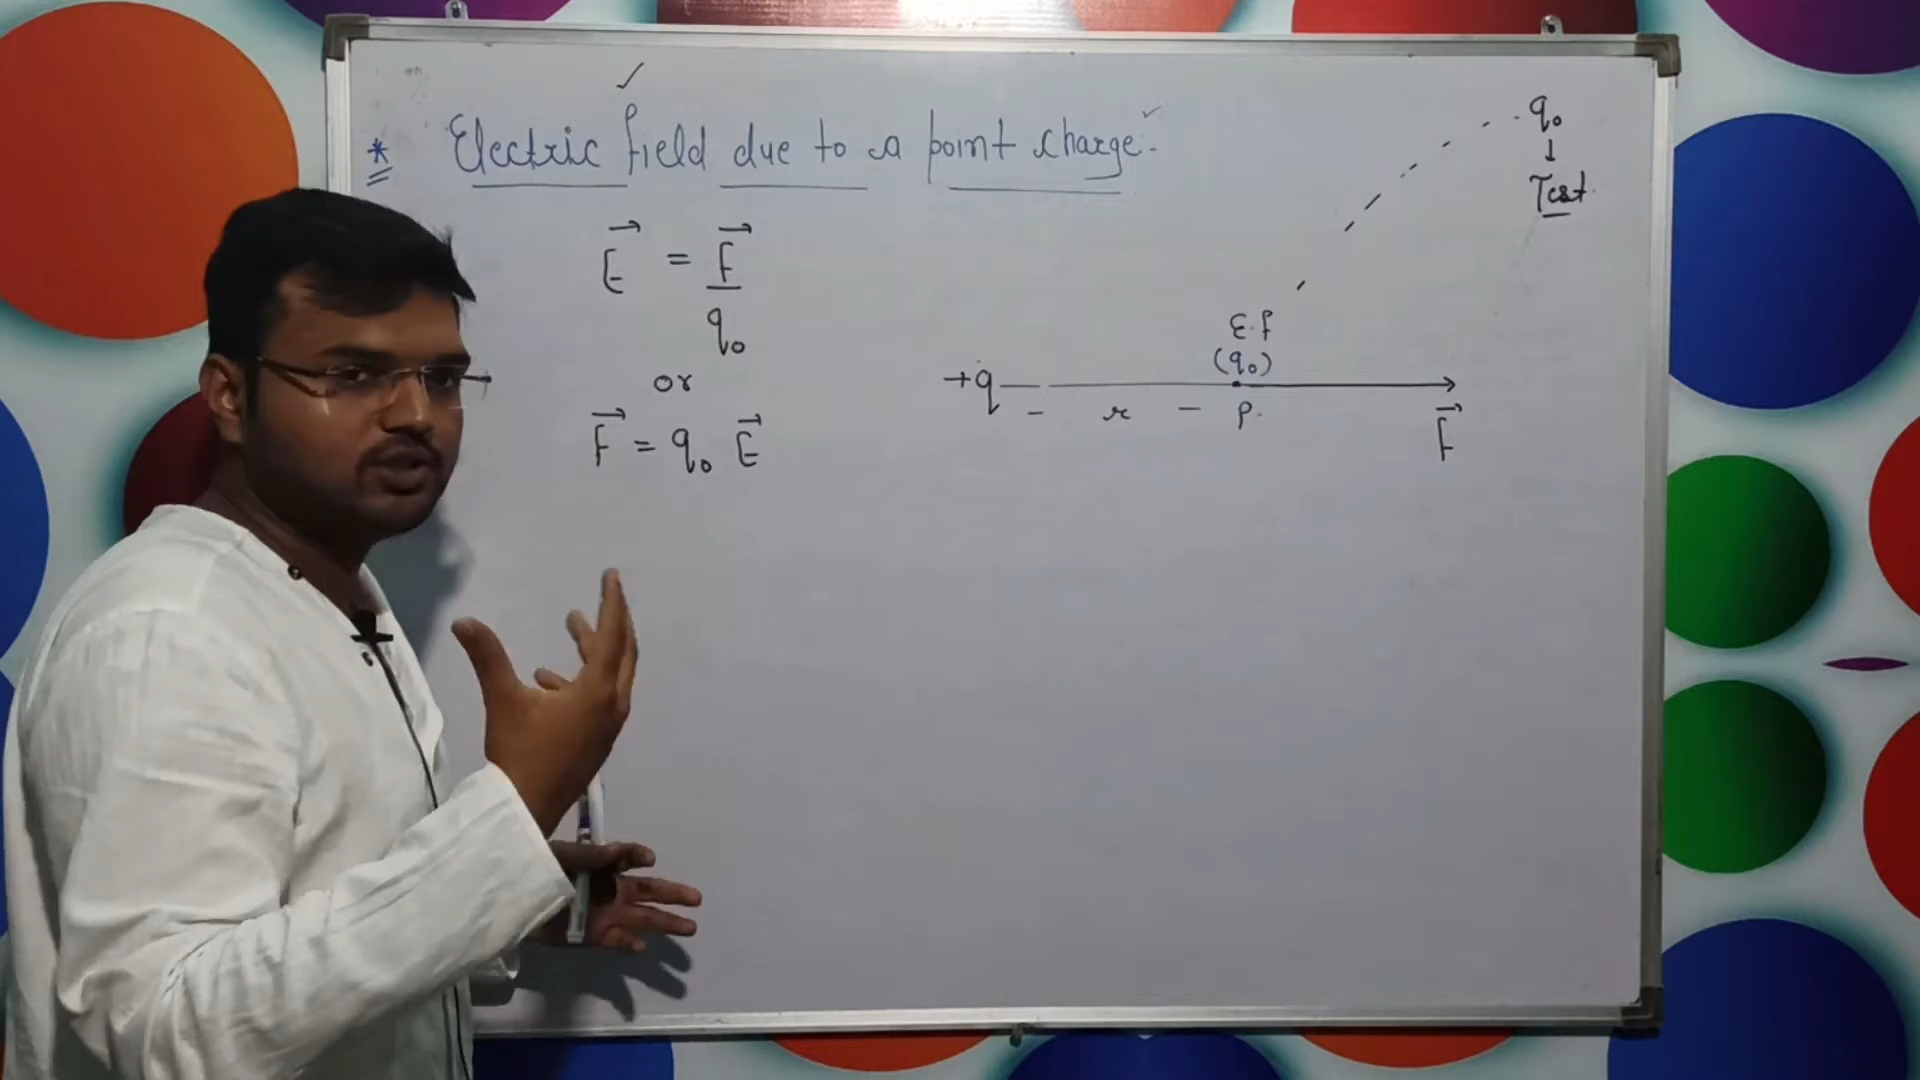 * Electric field due to a point charge.
E⃗ = F⃗
q₀
or
F⃗ = q₀ E⃗
q₀
↓
Test
E.f
(q₀)
+q
- r - P.
F⃗